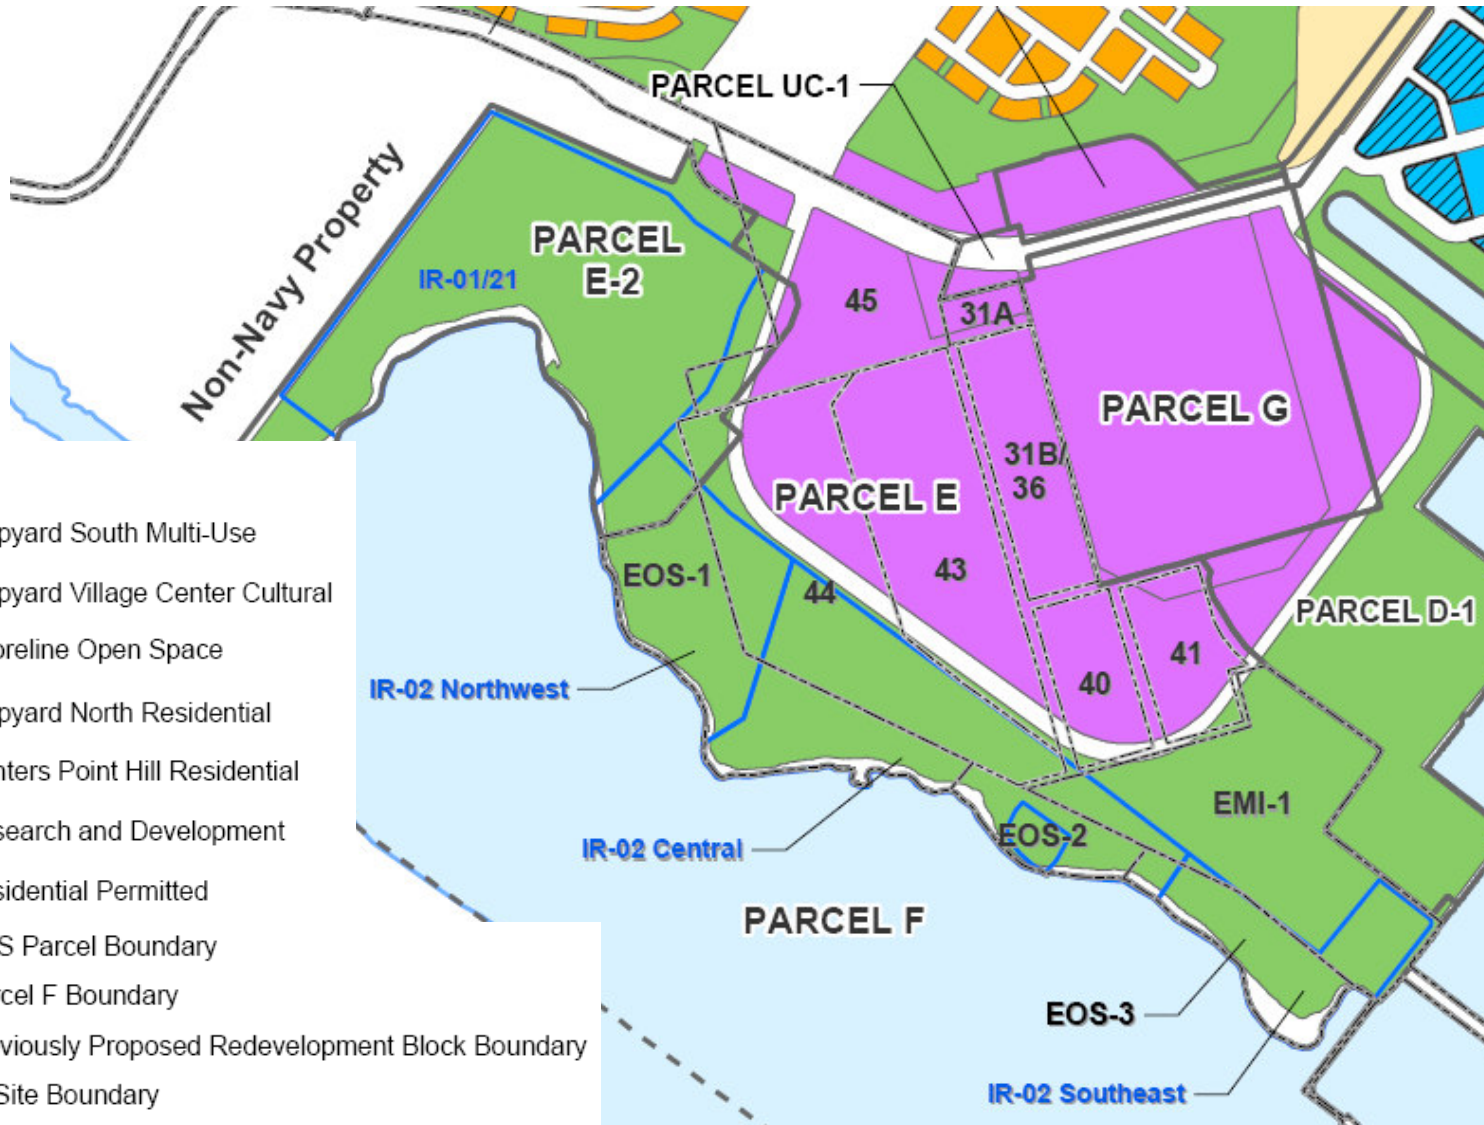 PARCEL UC-1
Non-Navy Property
PARCEL
E-2
IR-01/21
45
31A
PARCEL G
31B/
36
PARCEL E
43
EOS-1
44
PARCEL D-1
41
40
IR-02 Northwest
EMI-1
EOS-2
IR-02 Central
PARCEL F
EOS-3
IR-02 Southeast
pyard South Multi-Use
pyard Village Center Cultural
oreline Open Space
pyard North Residential
nters Point Hill Residential
search and Development
sidential Permitted
S Parcel Boundary
rcel F Boundary
viously Proposed Redevelopment Block Boundary
Site Boundary